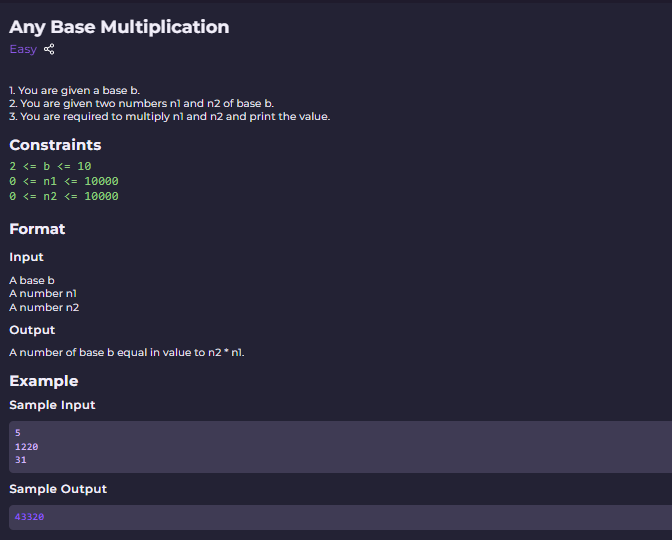 Any Base Multiplication
Easy
1. You are given a base b.
2. You are given two numbers n1 and n2 of base b.
3. You are required to multiply n1 and n2 and print the value.
Constraints
2 <= b <= 10
0 <= n1 <= 10000
0 <= n2 <= 10000
Format
Input
A base b
A number n1
A number n2
Output
A number of base b equal in value to n2 * n1.
Example
Sample Input
5
1220
31
Sample Output
43320